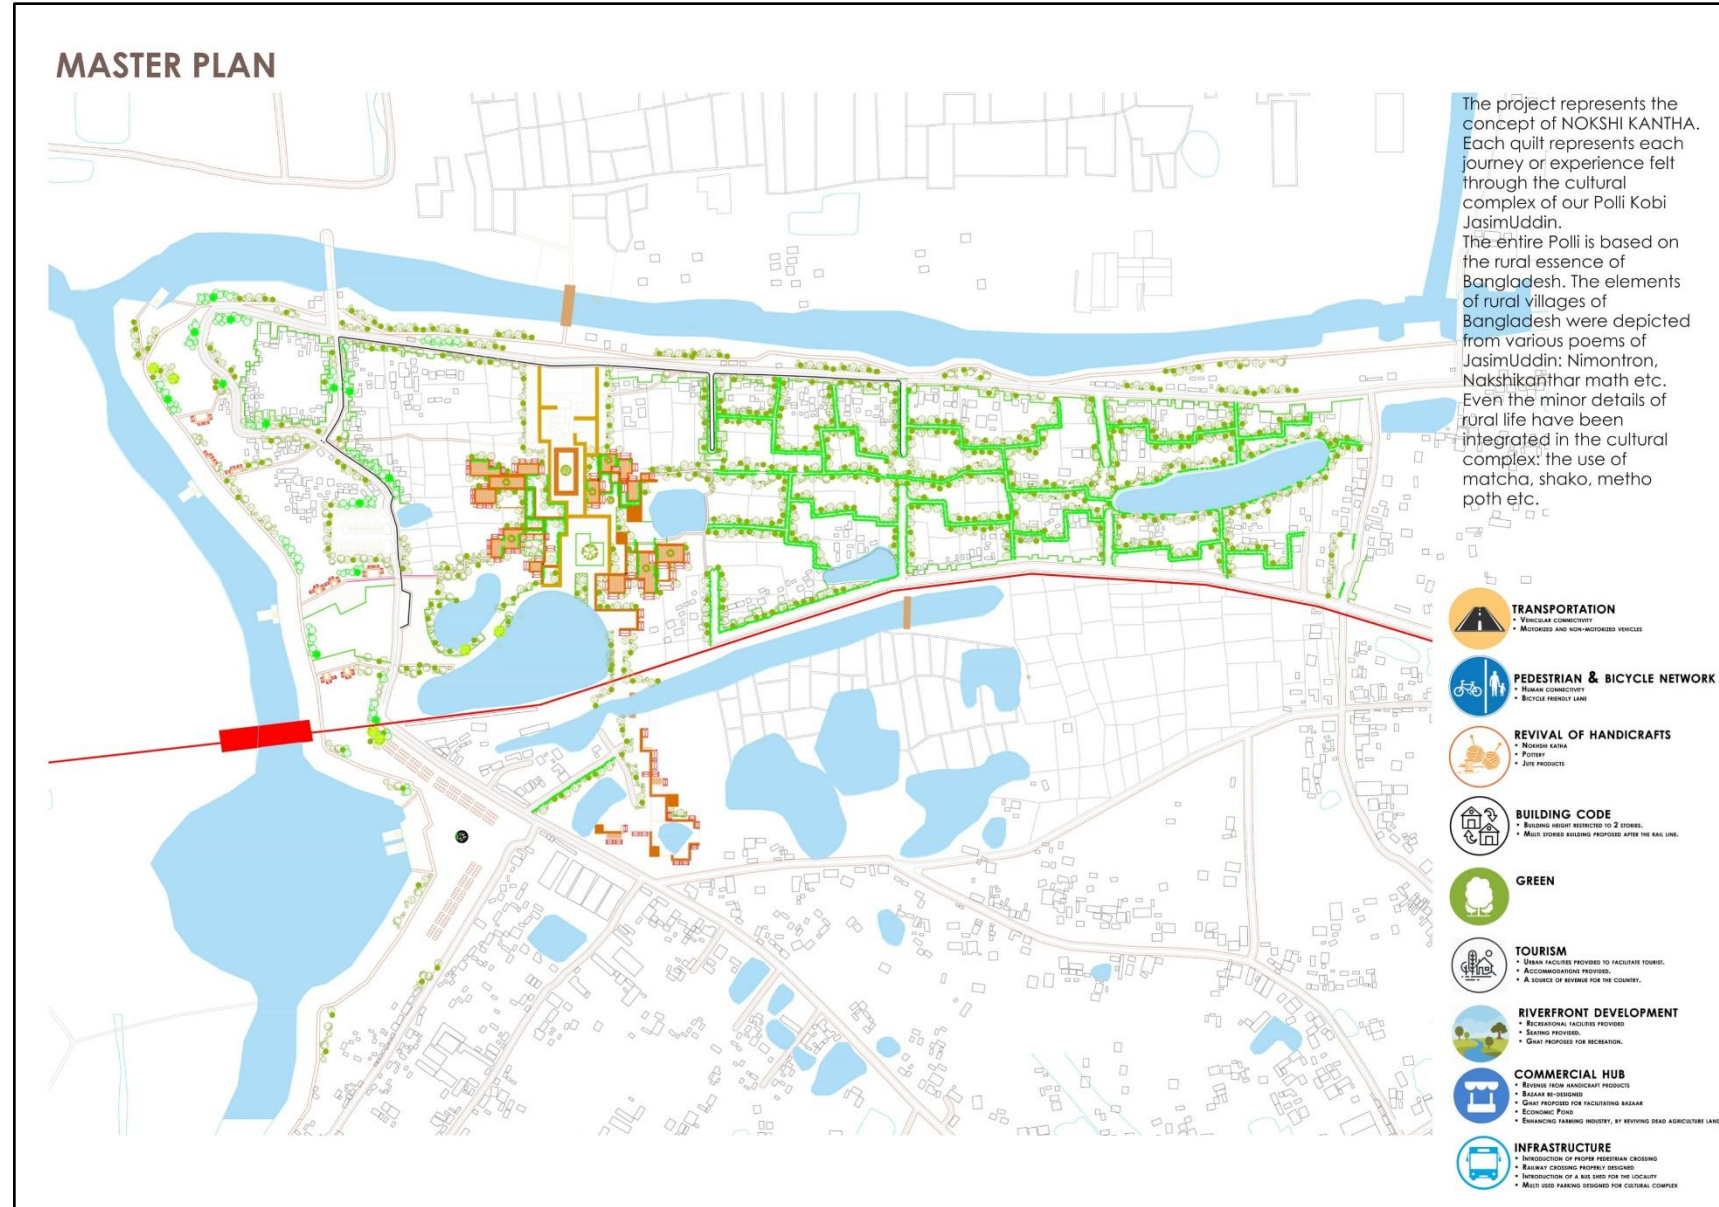 MASTER PLAN
The project represents the
concept of NOKSHI KANTHA.
Each quilt represents each
journey or experience felt
through the cultural
complex of our Polli Kobi
JasimUddin.
The entire Polli is based on
the rural essence of
Bangladesh. The elements
of rural villages of
Bangladesh were depicted
from various poems of
JasimUddin: Nimontron,
Nakshikanthar math etc.
Even the minor details of
rural life have been
integrated in the cultural
complex: the use of
matcha, shako, metho
poth etc.
TRANSPORTATION
• Vehicular connectivity
• Motorized and non-motorized vehicles
PEDESTRIAN & BICYCLE NETWORK
• Human connectivity
• Bicycle friendly lane
REVIVAL OF HANDICRAFTS
• Nokhshi katha
• Pottery
• Jute products
BUILDING CODE
• Building height restricted to 2 stories.
• Multi storied building proposed after the rail line.
GREEN
TOURISM
• Urban facilities provided to facilitate tourist.
• Accommodations provided.
• A source of revenue for the country.
RIVERFRONT DEVELOPMENT
• Recreational facilities provided
• Seating provided.
• Ghat proposed for recreation.
COMMERCIAL HUB
• Revenue from handicraft products
• Bazaar re-designed
• Ghat proposed for facilitating bazaar
• Economic Pond
• Enhancing farming industry, by reviving dead agriculture land
INFRASTRUCTURE
• Introduction of proper pedestrian crossing
• Railway crossing properly designed
• Introduction of a bus shed for the locality
• Multi used parking designed for cultural complex